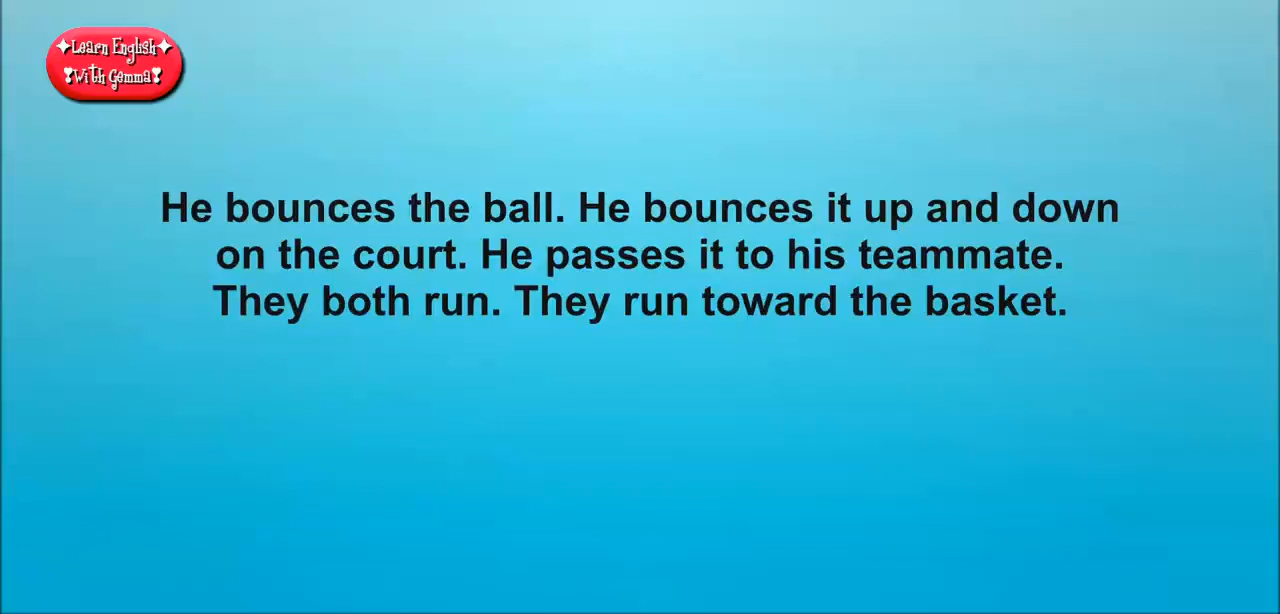 Learn English
With Gemma
He bounces the ball. He bounces it up and down
on the court. He passes it to his teammate.
They both run. They run toward the basket.